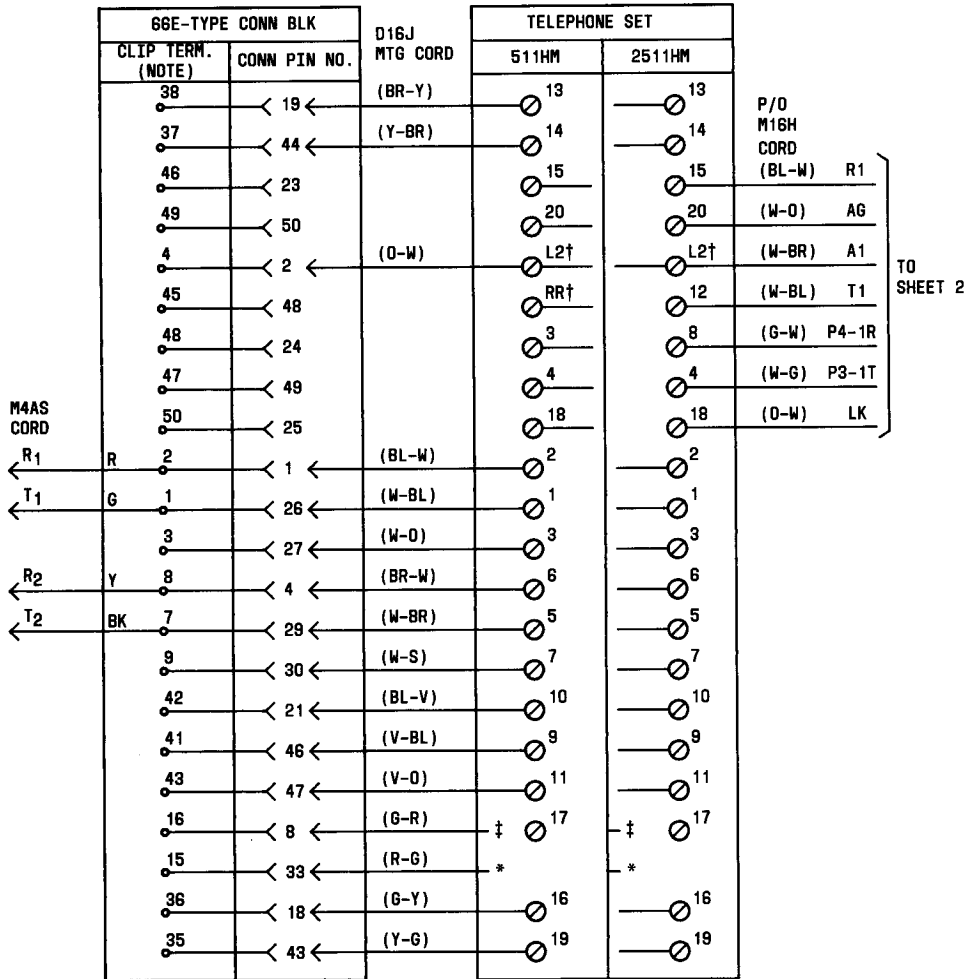 66E-TYPE CONN BLK D16J MTG CORD TELEPHONE SET
CLIP TERM. (NOTE) CONN PIN NO. 511HM 2511HM
P/O M16H CORD
38 19 (BR-Y) 13 13
37 44 (Y-BR) 14 14
46 23 15 15 (BL-W) R1
49 50 20 20 (W-O) AG
4 2 (O-W) L2† L2† (W-BR) A1
TO SHEET 2
45 48 RR† 12 (W-BL) T1
48 24 3 8 (G-W) P4-1R
47 49 4 4 (W-G) P3-1T
50 25 18 18 (O-W) LK
M4AS CORD
R1 R 2 1 (BL-W) 2 2
T1 G 1 26 (W-BL) 1 1
3 27 (W-O) 3 3
R2 Y 8 4 (BR-W) 6 6
T2 BK 7 29 (W-BR) 5 5
9 30 (W-S) 7 7
42 21 (BL-V) 10 10
41 46 (V-BL) 9 9
43 47 (V-O) 11 11
16 8 (G-R) ‡ 17 ‡ 17
15 33 (R-G) * *
36 18 (G-Y) 16 16
35 43 (Y-G) 19 19